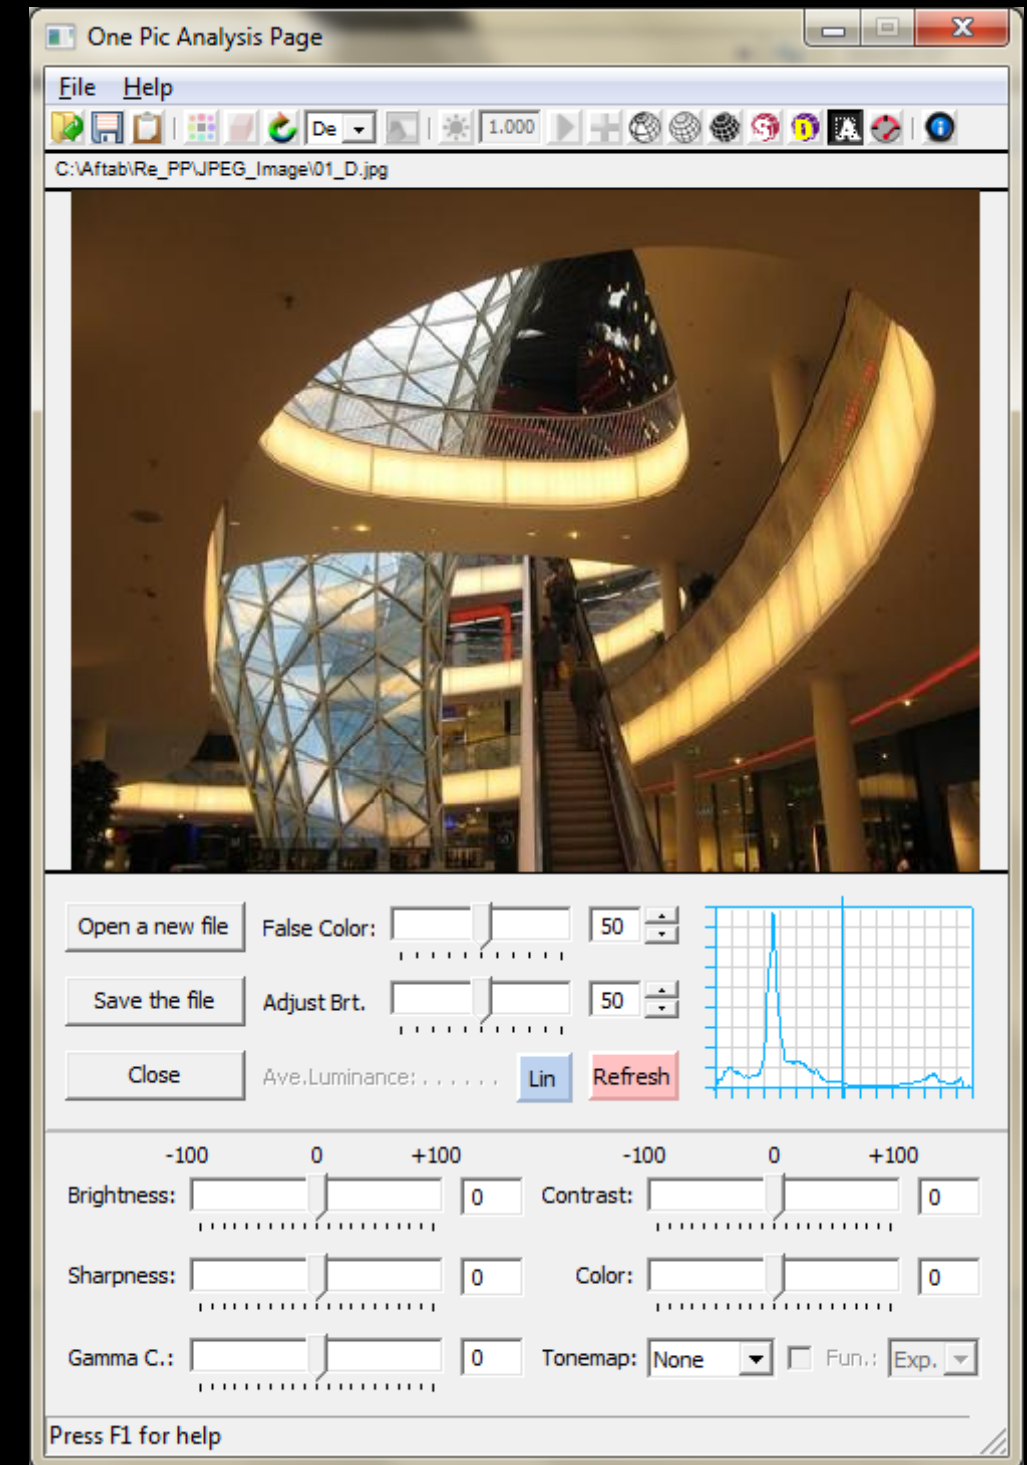 One Pic Analysis Page
File Help
De 1.000
C:\Aftab\Re_PP\JPEG_Image\01_D.jpg
Open a new file False Color: 50
Save the file Adjust Brt. 50
Close Ave.Luminance: . . . . . . Lin Refresh
-100 0 +100 -100 0 +100
Brightness: 0 Contrast: 0
Sharpness: 0 Color: 0
Gamma C.: 0 Tonemap: None Fun.: Exp.
Press F1 for help